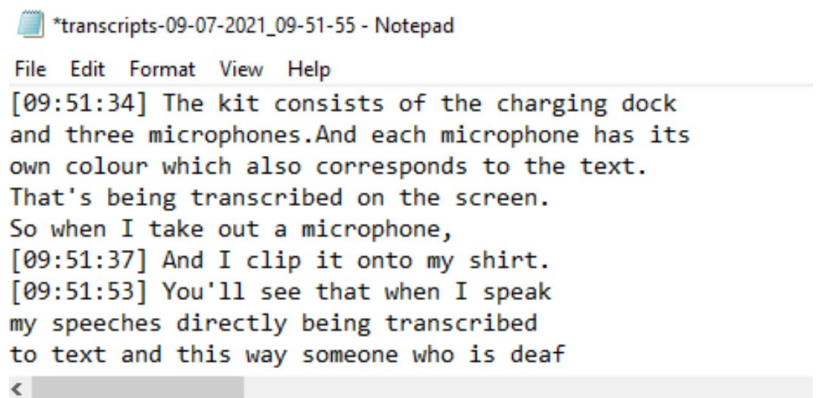 *transcripts-09-07-2021_09-51-55 - Notepad
File Edit Format View Help
[09:51:34] The kit consists of the charging dock
and three microphones.And each microphone has its
own colour which also corresponds to the text.
That's being transcribed on the screen.
So when I take out a microphone,
[09:51:37] And I clip it onto my shirt.
[09:51:53] You'll see that when I speak
my speeches directly being transcribed
to text and this way someone who is deaf